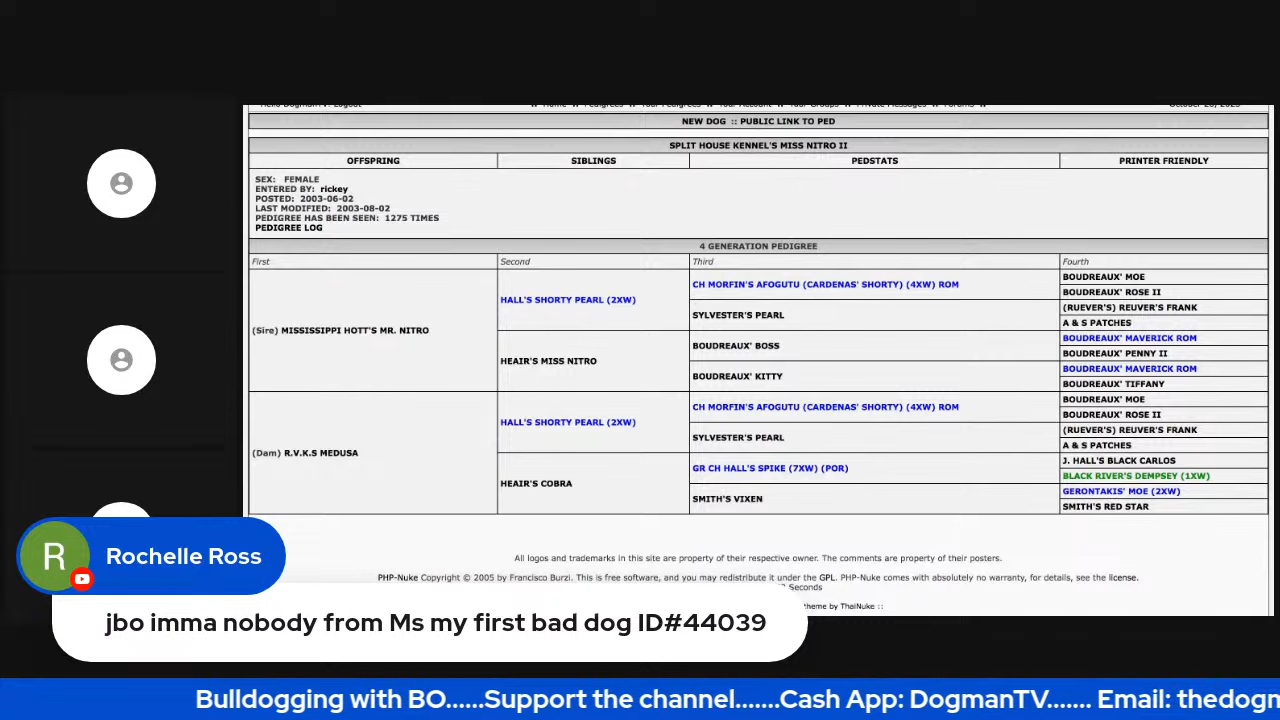 NEW DOG :: PUBLIC LINK TO PED
SPLIT HOUSE KENNEL'S MISS NITRO II
OFFSPRING SIBLINGS PEDSTATS PRINTER FRIENDLY
SEX: FEMALE
ENTERED BY: rickey
POSTED: 2003-06-02
LAST MODIFIED: 2003-08-02
PEDIGREE HAS BEEN SEEN: 1275 TIMES
PEDIGREE LOG
4 GENERATION PEDIGREE
First Second Third Fourth
(Sire) MISSISSIPPI HOTT'S MR. NITRO
HALL'S SHORTY PEARL (2XW)
CH MORFIN'S AFOGUTU (CARDENAS' SHORTY) (4XW) ROM
BOUDREAUX' MOE
BOUDREAUX' ROSE II
SYLVESTER'S PEARL
(RUEVER'S) REUVER'S FRANK
A & S PATCHES
HEAIR'S MISS NITRO
BOUDREAUX' BOSS
BOUDREAUX' MAVERICK ROM
BOUDREAUX' PENNY II
BOUDREAUX' KITTY
BOUDREAUX' MAVERICK ROM
BOUDREAUX' TIFFANY
(Dam) R.V.K.S MEDUSA
HALL'S SHORTY PEARL (2XW)
CH MORFIN'S AFOGUTU (CARDENAS' SHORTY) (4XW) ROM
BOUDREAUX' MOE
BOUDREAUX' ROSE II
SYLVESTER'S PEARL
(RUEVER'S) REUVER'S FRANK
A & S PATCHES
HEAIR'S COBRA
GR CH HALL'S SPIKE (7XW) (POR)
J. HALL'S BLACK CARLOS
BLACK RIVER'S DEMPSEY (1XW)
SMITH'S VIXEN
GERONTAKIS' MOE (2XW)
SMITH'S RED STAR
All logos and trademarks in this site are property of their respective owner. The comments are property of their posters.
PHP-Nuke Copyright © 2005 by Francisco Burzi. This is free software, and you may redistribute it under the GPL. PHP-Nuke comes with absolutely no warranty, for details, see the license.
Seconds
theme by ThaiNuke ::
R
Rochelle Ross
jbo imma nobody from Ms my first bad dog ID#44039
Bulldogging with BO......Support the channel.......Cash App: DogmanTV....... Email: thedogn